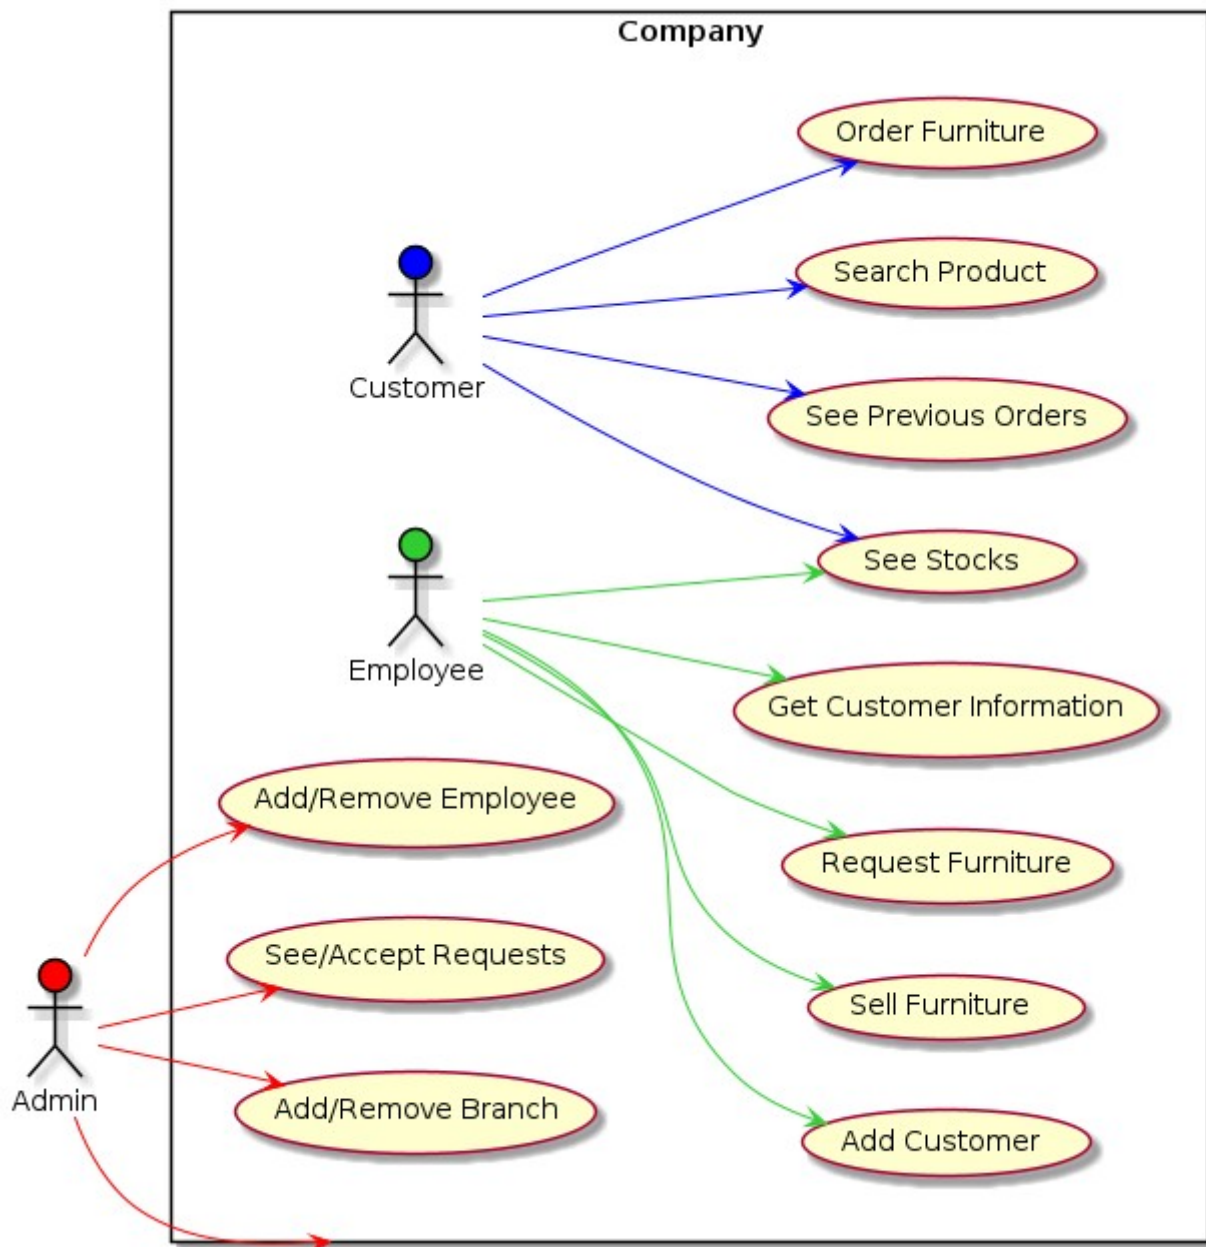 Company
Order Furniture
Search Product
Customer
See Previous Orders
See Stocks
Employee
Get Customer Information
Add/Remove Employee
Request Furniture
See/Accept Requests
Sell Furniture
Admin
Add/Remove Branch
Add Customer